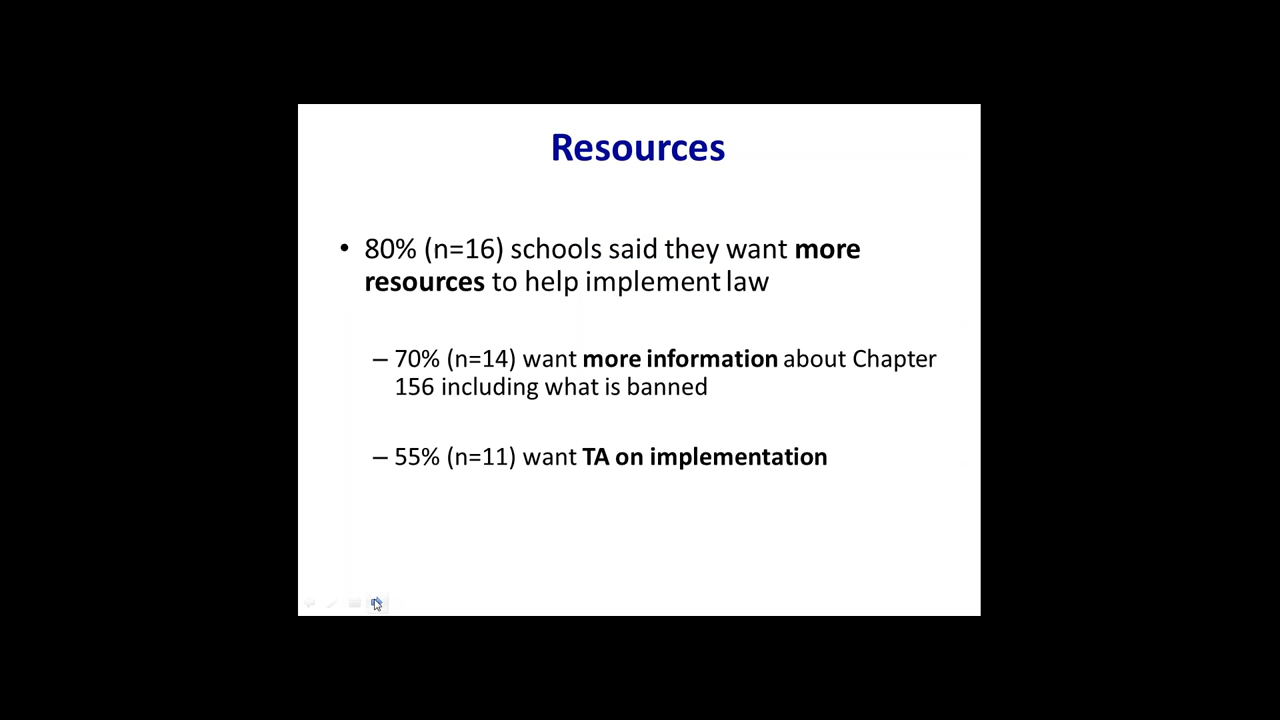 Resources
• 80% (n=16) schools said they want more
resources to help implement law
– 70% (n=14) want more information about Chapter
156 including what is banned
– 55% (n=11) want TA on implementation